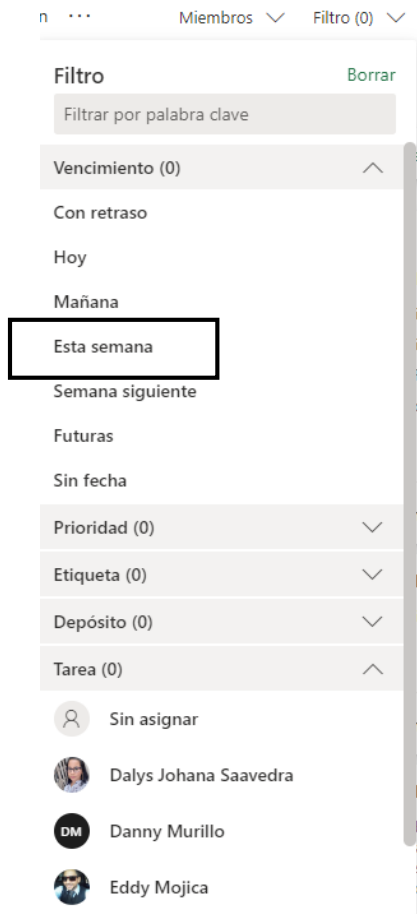 n ··· Miembros Filtro (0)
Filtro Borrar
Filtrar por palabra clave
Vencimiento (0)
Con retraso
Hoy
Mañana
Esta semana
Semana siguiente
Futuras
Sin fecha
Prioridad (0)
Etiqueta (0)
Depósito (0)
Tarea (0)
Sin asignar
Dalys Johana Saavedra
DM Danny Murillo
Eddy Mojica